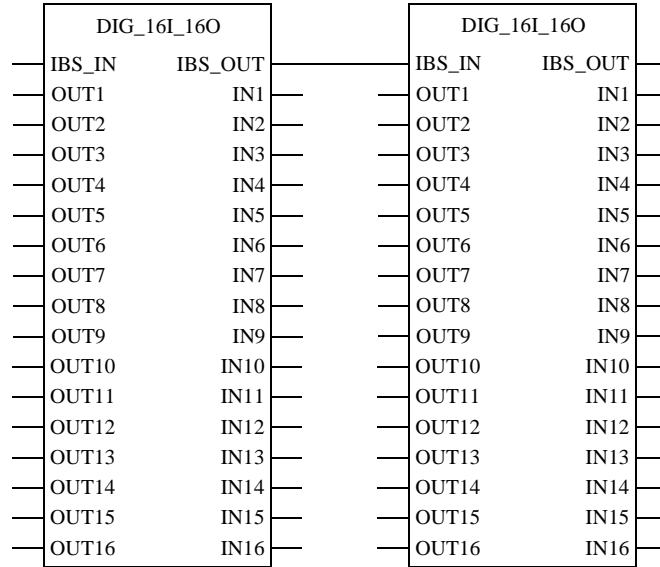 DIG_16I_16O DIG_16I_16O
IBS_IN IBS_OUT IBS_IN IBS_OUT
OUT1 IN1 OUT1 IN1
OUT2 IN2 OUT2 IN2
OUT3 IN3 OUT3 IN3
OUT4 IN4 OUT4 IN4
OUT5 IN5 OUT5 IN5
OUT6 IN6 OUT6 IN6
OUT7 IN7 OUT7 IN7
OUT8 IN8 OUT8 IN8
OUT9 IN9 OUT9 IN9
OUT10 IN10 OUT10 IN10
OUT11 IN11 OUT11 IN11
OUT12 IN12 OUT12 IN12
OUT13 IN13 OUT13 IN13
OUT14 IN14 OUT14 IN14
OUT15 IN15 OUT15 IN15
OUT16 IN16 OUT16 IN16